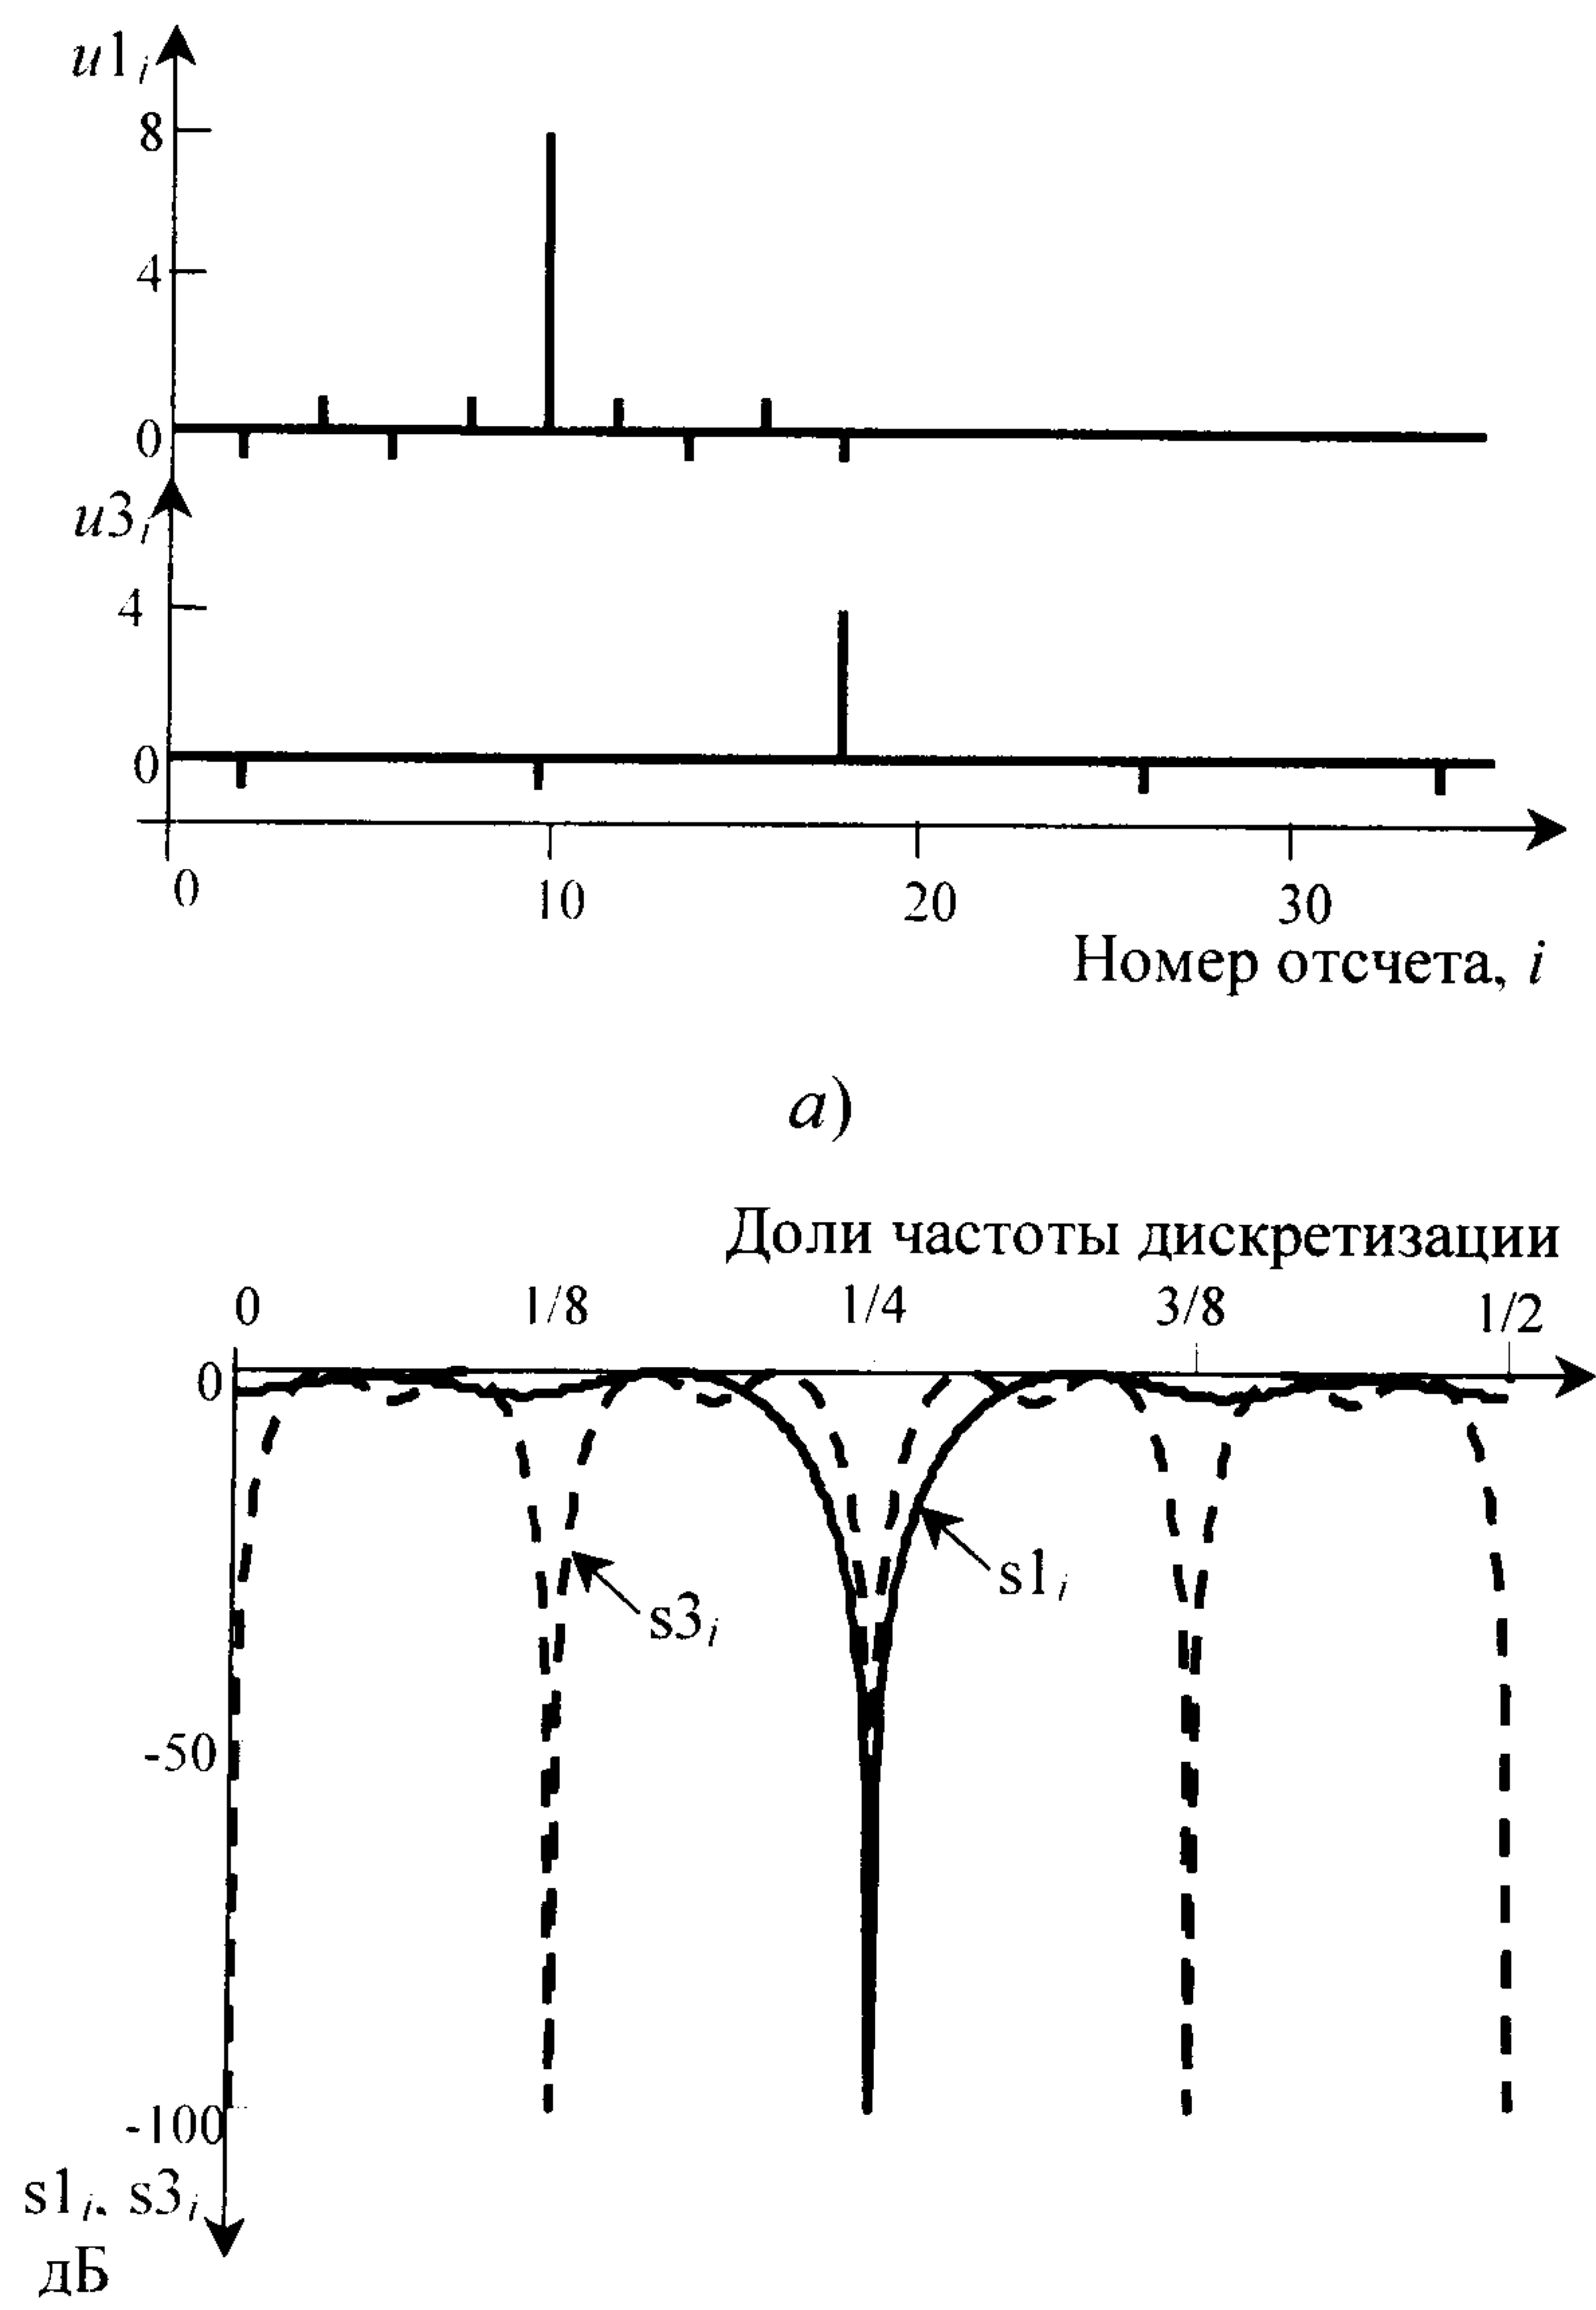 u1i
8
4
0
u3i
4
0
0 10 20 30
Номер отсчета, i
а)
Доли частоты дискретизации
0 1/8 1/4 3/8 1/2
0
s1i
s3i
-50
-100
s1i, s3i
дБ